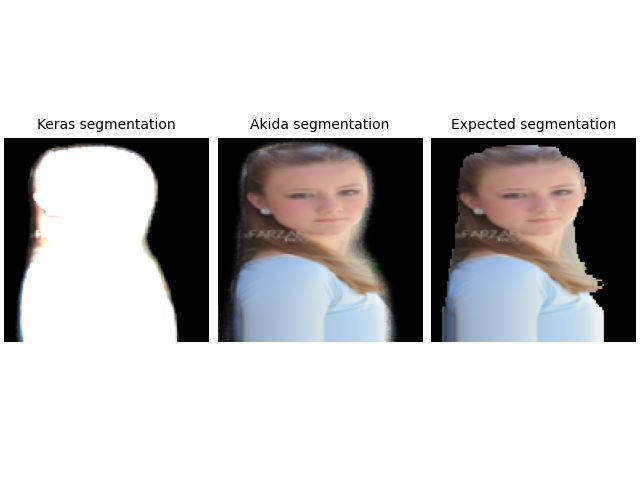 Keras segmentation
Akida segmentation
Expected segmentation